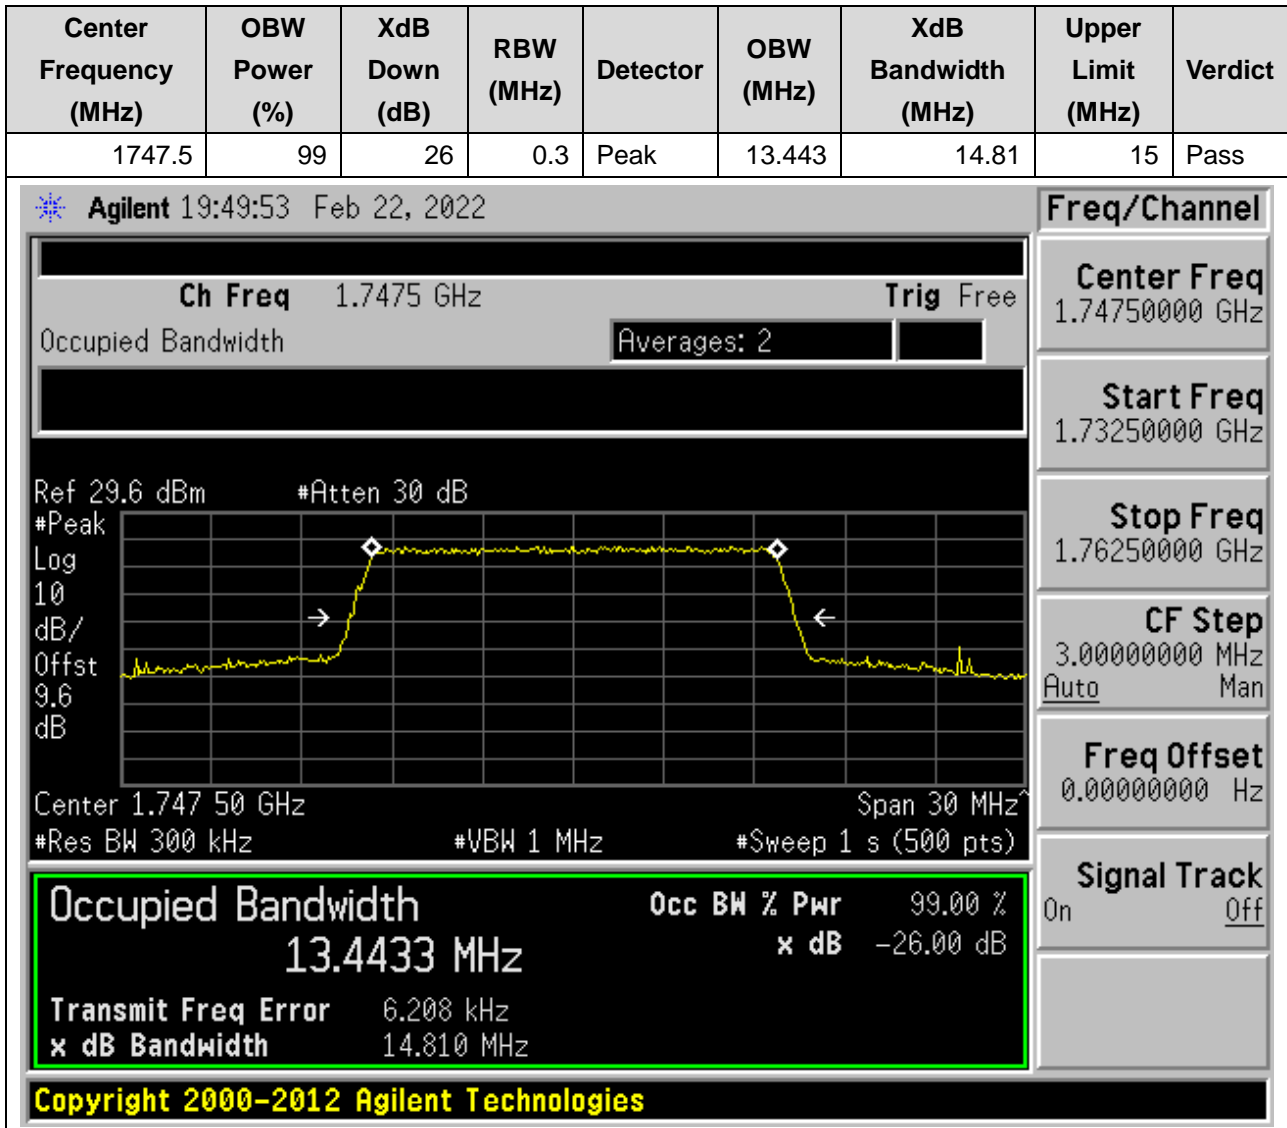 Center Frequency (MHz) OBW Power (%) XdB Down (dB) RBW (MHz) Detector OBW (MHz) XdB Bandwidth (MHz) Upper Limit (MHz) Verdict
1747.5 99 26 0.3 Peak 13.443 14.81 15 Pass
Agilent 19:49:53 Feb 22, 2022
Freq/Channel
Ch Freq 1.7475 GHz Trig Free
Occupied Bandwidth Averages: 2
Center Freq
1.74750000 GHz
Start Freq
1.73250000 GHz
Stop Freq
1.76250000 GHz
CF Step
3.00000000 MHz
Auto Man
Freq Offset
0.00000000 Hz
Signal Track
On Off
Ref 29.6 dBm #Atten 30 dB
#Peak
Log
10
dB/
Offst
9.6
dB
Center 1.747 50 GHz Span 30 MHz^
#Res BW 300 kHz #VBW 1 MHz #Sweep 1 s (500 pts)
Occupied Bandwidth Occ BW % Pwr 99.00 %
13.4433 MHz x dB -26.00 dB
Transmit Freq Error 6.208 kHz
x dB Bandwidth 14.810 MHz
Copyright 2000-2012 Agilent Technologies